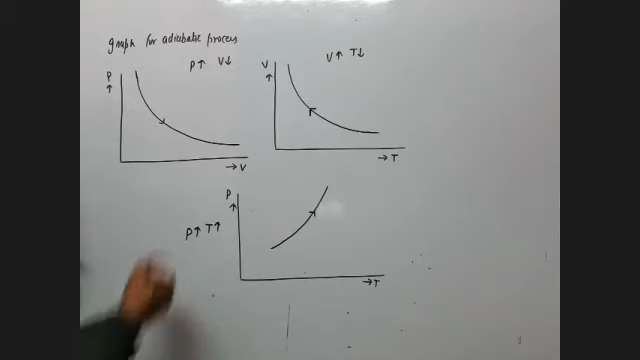 graph for adiabatic process
P↑ V↓
P
↑
→V
V↑ T↓
V
↑
→T
P↑ T↑
P
↑
→T